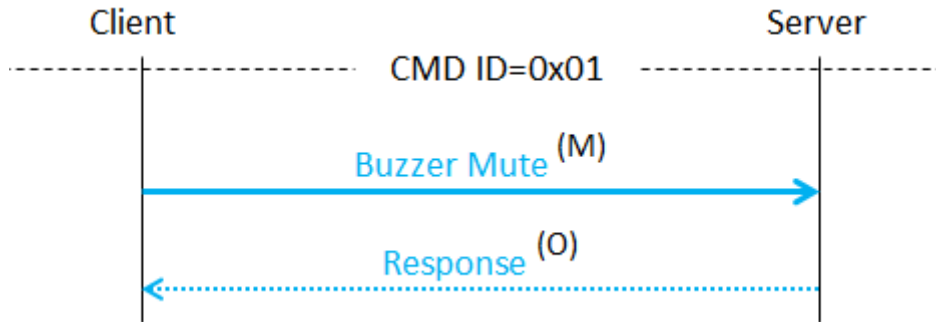 Client Server
CMD ID=0x01
Buzzer Mute (M)
Response (O)